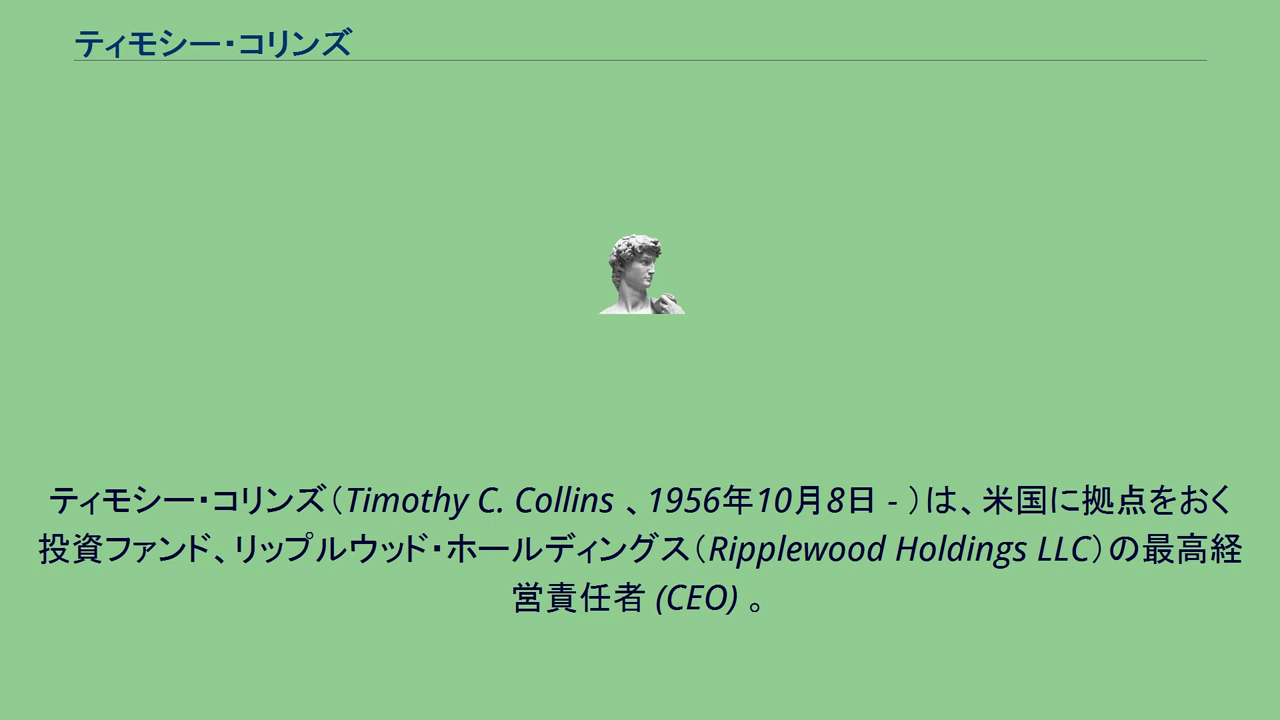 ティモシー・コリンズ
ティモシー・コリンズ（Timothy C. Collins 、1956年10月8日 - ）は、米国に拠点をおく
投資ファンド、リップルウッド・ホールディングス（Ripplewood Holdings LLC）の最高経
営責任者 (CEO) 。